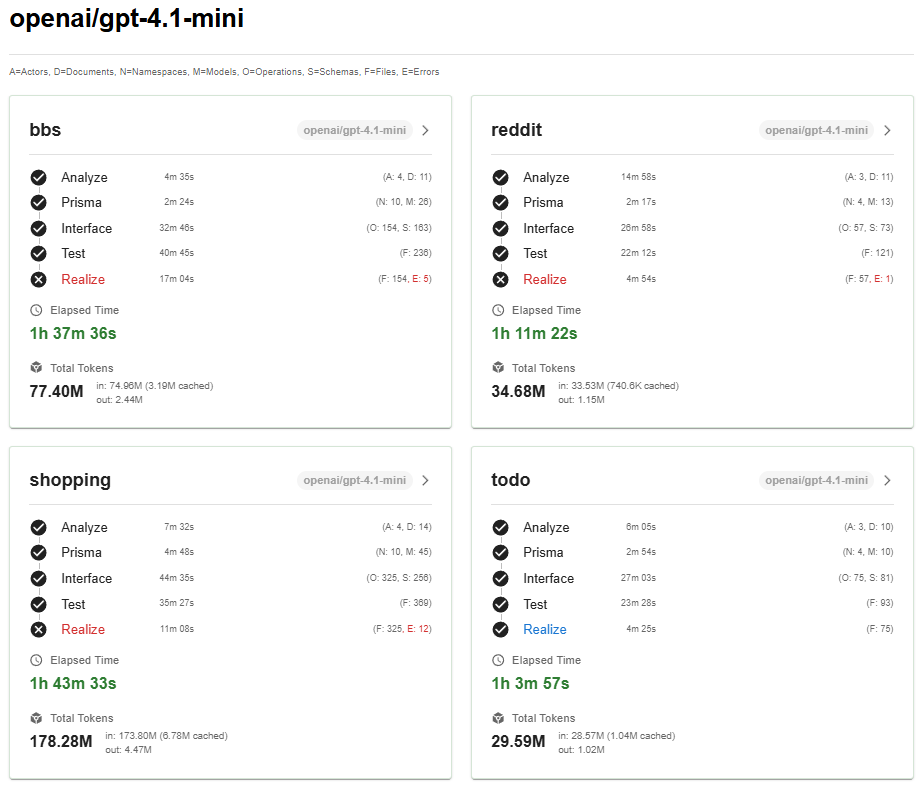 openai/gpt-4.1-mini
A=Actors, D=Documents, N=Namespaces, M=Models, O=Operations, S=Schemas, F=Files, E=Errors
bbs openai/gpt-4.1-mini
Analyze 4m 35s (A: 4, D: 11)
Prisma 2m 24s (N: 10, M: 26)
Interface 32m 46s (O: 154, S: 163)
Test 40m 45s (F: 236)
Realize 17m 04s (F: 154, E: 5)
Elapsed Time
1h 37m 36s
Total Tokens
77.40M in: 74.96M (3.19M cached)
out: 2.44M
reddit openai/gpt-4.1-mini
Analyze 14m 58s (A: 3, D: 11)
Prisma 2m 17s (N: 4, M: 13)
Interface 26m 58s (O: 57, S: 73)
Test 22m 12s (F: 121)
Realize 4m 54s (F: 57, E: 1)
Elapsed Time
1h 11m 22s
Total Tokens
34.68M in: 33.53M (740.6K cached)
out: 1.15M
shopping openai/gpt-4.1-mini
Analyze 7m 32s (A: 4, D: 14)
Prisma 4m 48s (N: 10, M: 45)
Interface 44m 35s (O: 325, S: 256)
Test 35m 27s (F: 369)
Realize 11m 08s (F: 325, E: 12)
Elapsed Time
1h 43m 33s
Total Tokens
178.28M in: 173.80M (6.78M cached)
out: 4.47M
todo openai/gpt-4.1-mini
Analyze 6m 05s (A: 3, D: 10)
Prisma 2m 54s (N: 4, M: 10)
Interface 27m 03s (O: 75, S: 81)
Test 23m 28s (F: 93)
Realize 4m 25s (F: 75)
Elapsed Time
1h 3m 57s
Total Tokens
29.59M in: 28.57M (1.04M cached)
out: 1.02M